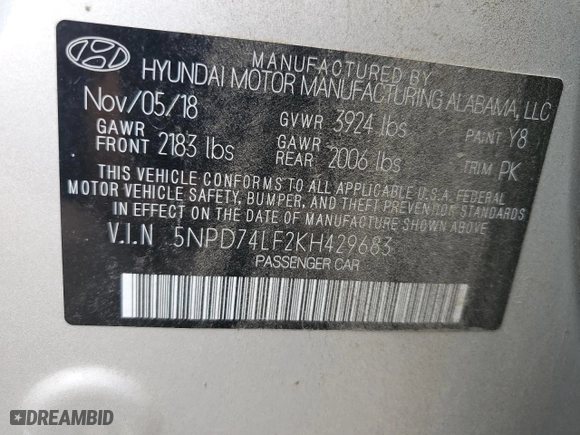 MANUFACTURED BY
HYUNDAI MOTOR MANUFACTURING ALABAMA, LLC
Nov/05/18 GVWR 3924 lbs PAINT Y8
GAWR FRONT 2183 lbs GAWR REAR 2006 lbs TRIM PK
THIS VEHICLE CONFORMS TO ALL APPLICABLE U.S.A. FEDERAL
MOTOR VEHICLE SAFETY, BUMPER, AND THEFT PREVENTION
STANDARDS IN EFFECT ON THE DATE OF MANUFACTURE SHOWN ABOVE.
V.I.N 5NPD74LF2KH429683
PASSENGER CAR
DREAMBID